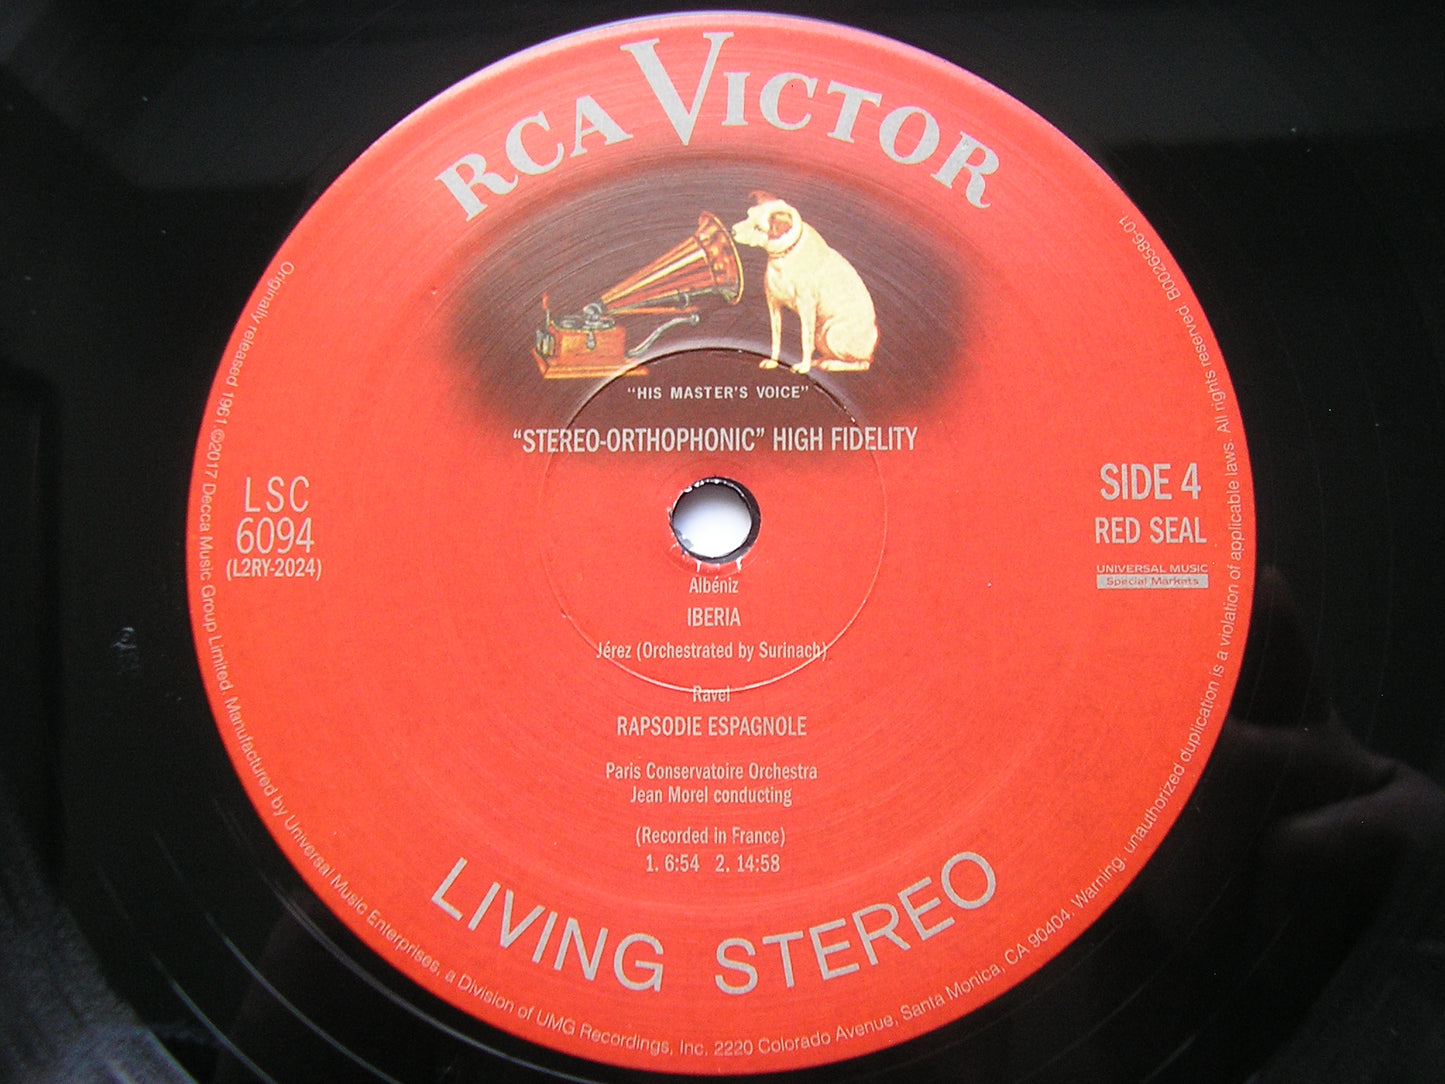 RCA VICTOR
"HIS MASTER'S VOICE"
"STEREO-ORTHOPHONIC" HIGH FIDELITY
LSC
6094
(L2RY-2024)
SIDE 4
RED SEAL
UNIVERSAL MUSIC
Special Markets
Albéniz
IBERIA
Jérez (Orchestrated by Surinach)
Ravel
RAPSODIE ESPAGNOLE
Paris Conservatoire Orchestra
Jean Morel conducting
(Recorded in France)
1. 6:54 2. 14:58
LIVING STEREO
Originally released 1961 ©2017 Decca Music Group Limited. Manufactured by Universal Music Enterprises, a Division of UMG Recordings, Inc. 2220 Colorado Avenue, Santa Monica, CA 90404. Warning: unauthorized duplication is a violation of applicable laws. All rights reserved. B0026586-01